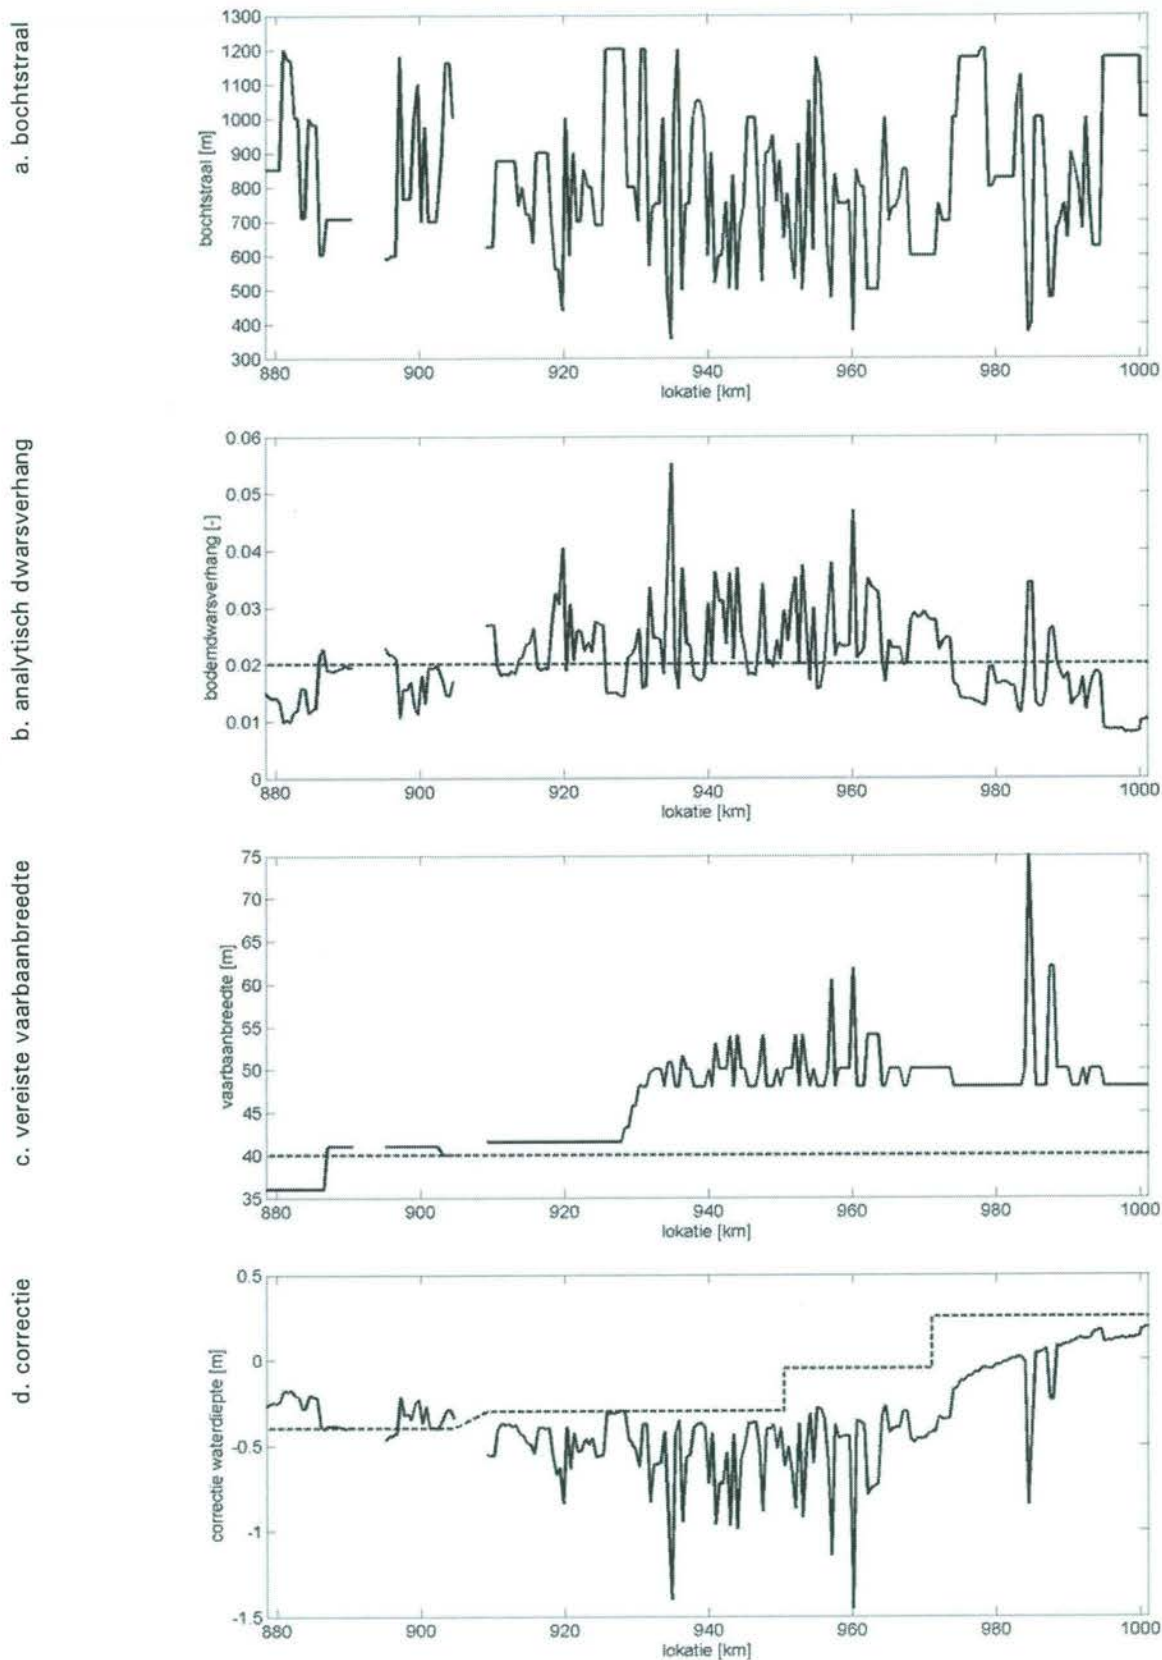 a. bochtstraal
bochtstraal [m]
1300
1200
1100
1000
900
800
700
600
500
400
300
880 900 920 940 960 980 1000
lokatie [km]
b. analytisch dwarsverhang
bodemdwarsverhang [-]
0.06
0.05
0.04
0.03
0.02
0.01
0
880 900 920 940 960 980 1000
lokatie [km]
c. vereiste vaarbaanbreedte
vaarbaanbreedte [m]
75
70
65
60
55
50
45
40
35
880 900 920 940 960 980 1000
lokatie [km]
d. correctie
correctie waterdiepte [m]
0.5
0
-0.5
-1
-1.5
880 900 920 940 960 980 1000
lokatie [km]